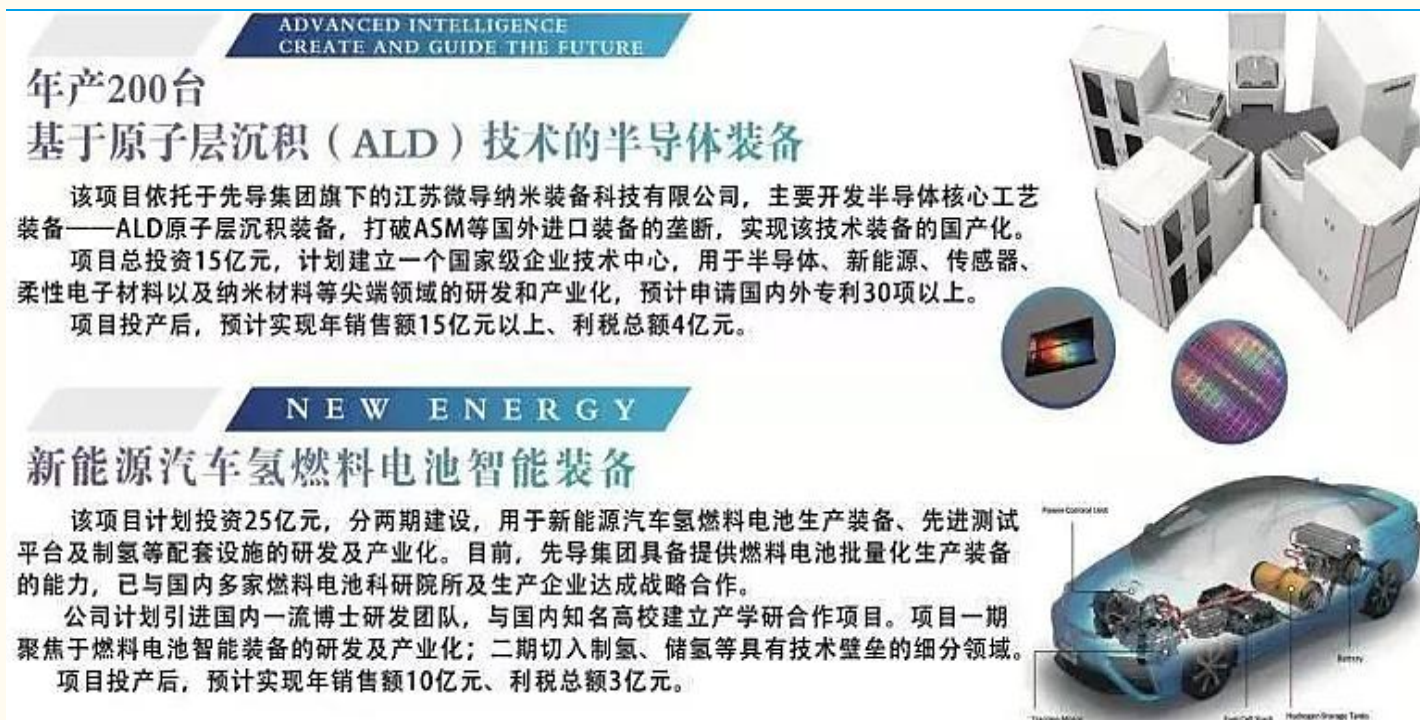 ADVANCED INTELLIGENCE
CREATE AND GUIDE THE FUTURE
年产200台
基于原子层沉积（ALD）技术的半导体装备
该项目依托于先导集团旗下的江苏微导纳米装备科技有限公司，主要开发半导体核心工艺
装备——ALD原子层沉积装备，打破ASM等国外进口装备的垄断，实现该技术装备的国产化。
项目总投资15亿元，计划建立一个国家级企业技术中心，用于半导体、新能源、传感器、
柔性电子材料以及纳米材料等尖端领域的研发和产业化，预计申请国内外专利30项以上。
项目投产后，预计实现年销售额15亿元以上、利税总额4亿元。
NEW ENERGY
新能源汽车氢燃料电池智能装备
该项目计划投资25亿元，分两期建设，用于新能源汽车氢燃料电池生产装备、先进测试
平台及制氢等配套设施的研发及产业化。目前，先导集团具备提供燃料电池批量化生产装备
的能力，已与国内多家燃料电池科研院所及生产企业达成战略合作。
公司计划引进国内一流博士研发团队，与国内知名高校建立产学研合作项目。项目一期
聚焦于燃料电池智能装备的研发及产业化；二期切入制氢、储氢等具有技术壁垒的细分领域。
项目投产后，预计实现年销售额10亿元、利税总额3亿元。
Power Control Unit
Battery
Hydrogen Storage Tanks